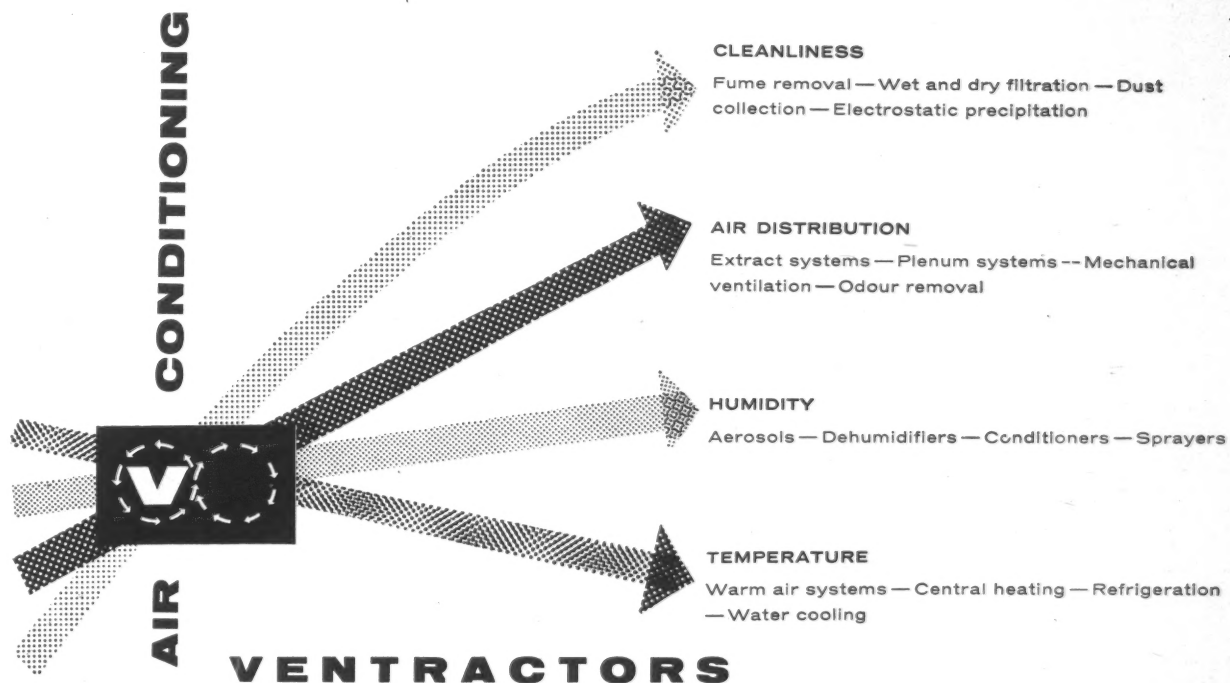 AIR CONDITIONING
CLEANLINESS
Fume removal — Wet and dry filtration — Dust
collection — Electrostatic precipitation
AIR DISTRIBUTION
Extract systems — Plenum systems -- Mechanical
ventilation — Odour removal
HUMIDITY
Aerosols — Dehumidifiers — Conditioners — Sprayers
V
TEMPERATURE
Warm air systems — Central heating — Refrigeration
— Water cooling
VENTRACTORS